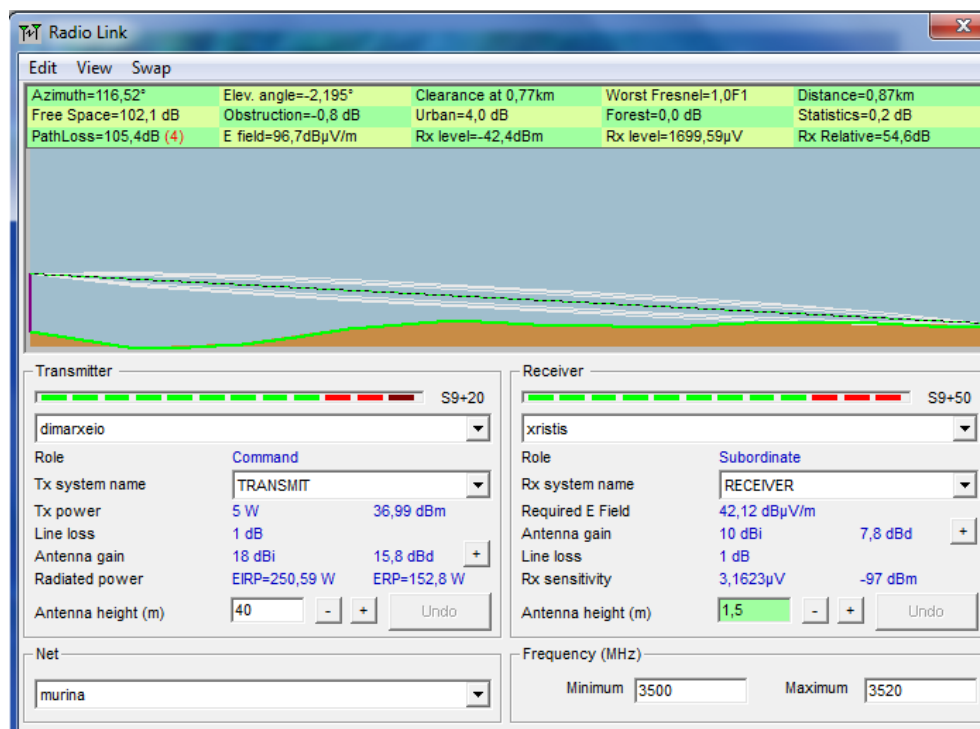 Radio Link
Edit View Swap
Azimuth=116,52° Elev. angle=-2,195° Clearance at 0,77km Worst Fresnel=1,0F1 Distance=0,87km
Free Space=102,1 dB Obstruction=-0,8 dB Urban=4,0 dB Forest=0,0 dB Statistics=0,2 dB
PathLoss=105,4dB (4) E field=96,7dBµV/m Rx level=-42,4dBm Rx level=1699,59µV Rx Relative=54,6dB
Transmitter
S9+20
dimarxeio
Role Command
Tx system name TRANSMIT
Tx power 5 W 36,99 dBm
Line loss 1 dB
Antenna gain 18 dBi 15,8 dBd +
Radiated power EIRP=250,59 W ERP=152,8 W
Antenna height (m) 40 - + Undo
Receiver
S9+50
xristis
Role Subordinate
Rx system name RECEIVER
Required E Field 42,12 dBµV/m
Antenna gain 10 dBi 7,8 dBd +
Line loss 1 dB
Rx sensitivity 3,1623µV -97 dBm
Antenna height (m) 1,5 - + Undo
Net
murina
Frequency (MHz)
Minimum 3500 Maximum 3520